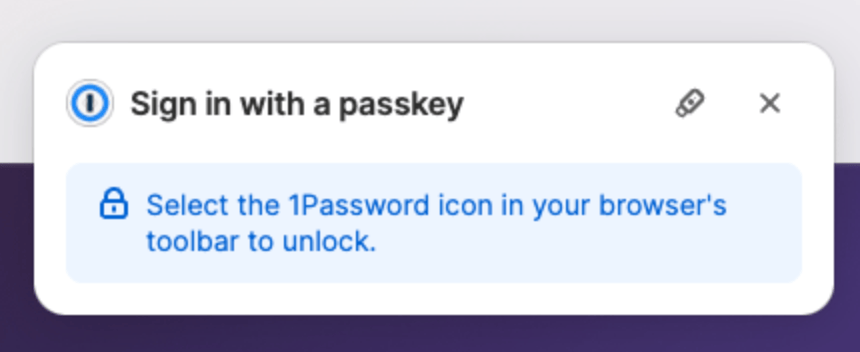 Sign in with a passkey
Select the 1Password icon in your browser's
toolbar to unlock.